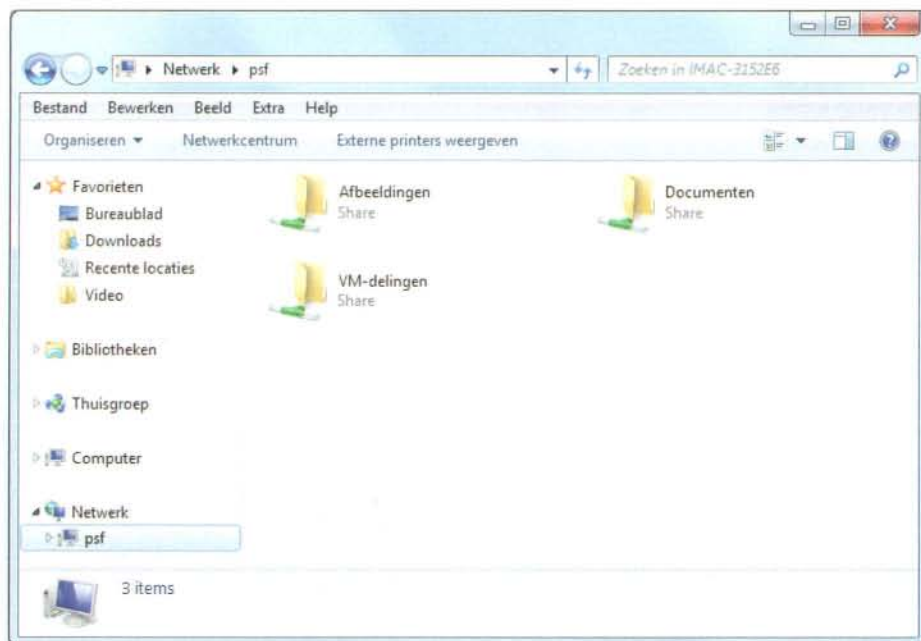 Netwerk ▸ psf
Zoeken in IMAC-3152E6
Bestand Bewerken Beeld Extra Help
Organiseren Netwerkcentrum Externe printers weergeven
Favorieten
Bureaublad
Downloads
Recente locaties
Video
Bibliotheken
Thuisgroep
Computer
Netwerk
psf
Afbeeldingen
Share
Documenten
Share
VM-delingen
Share
3 items